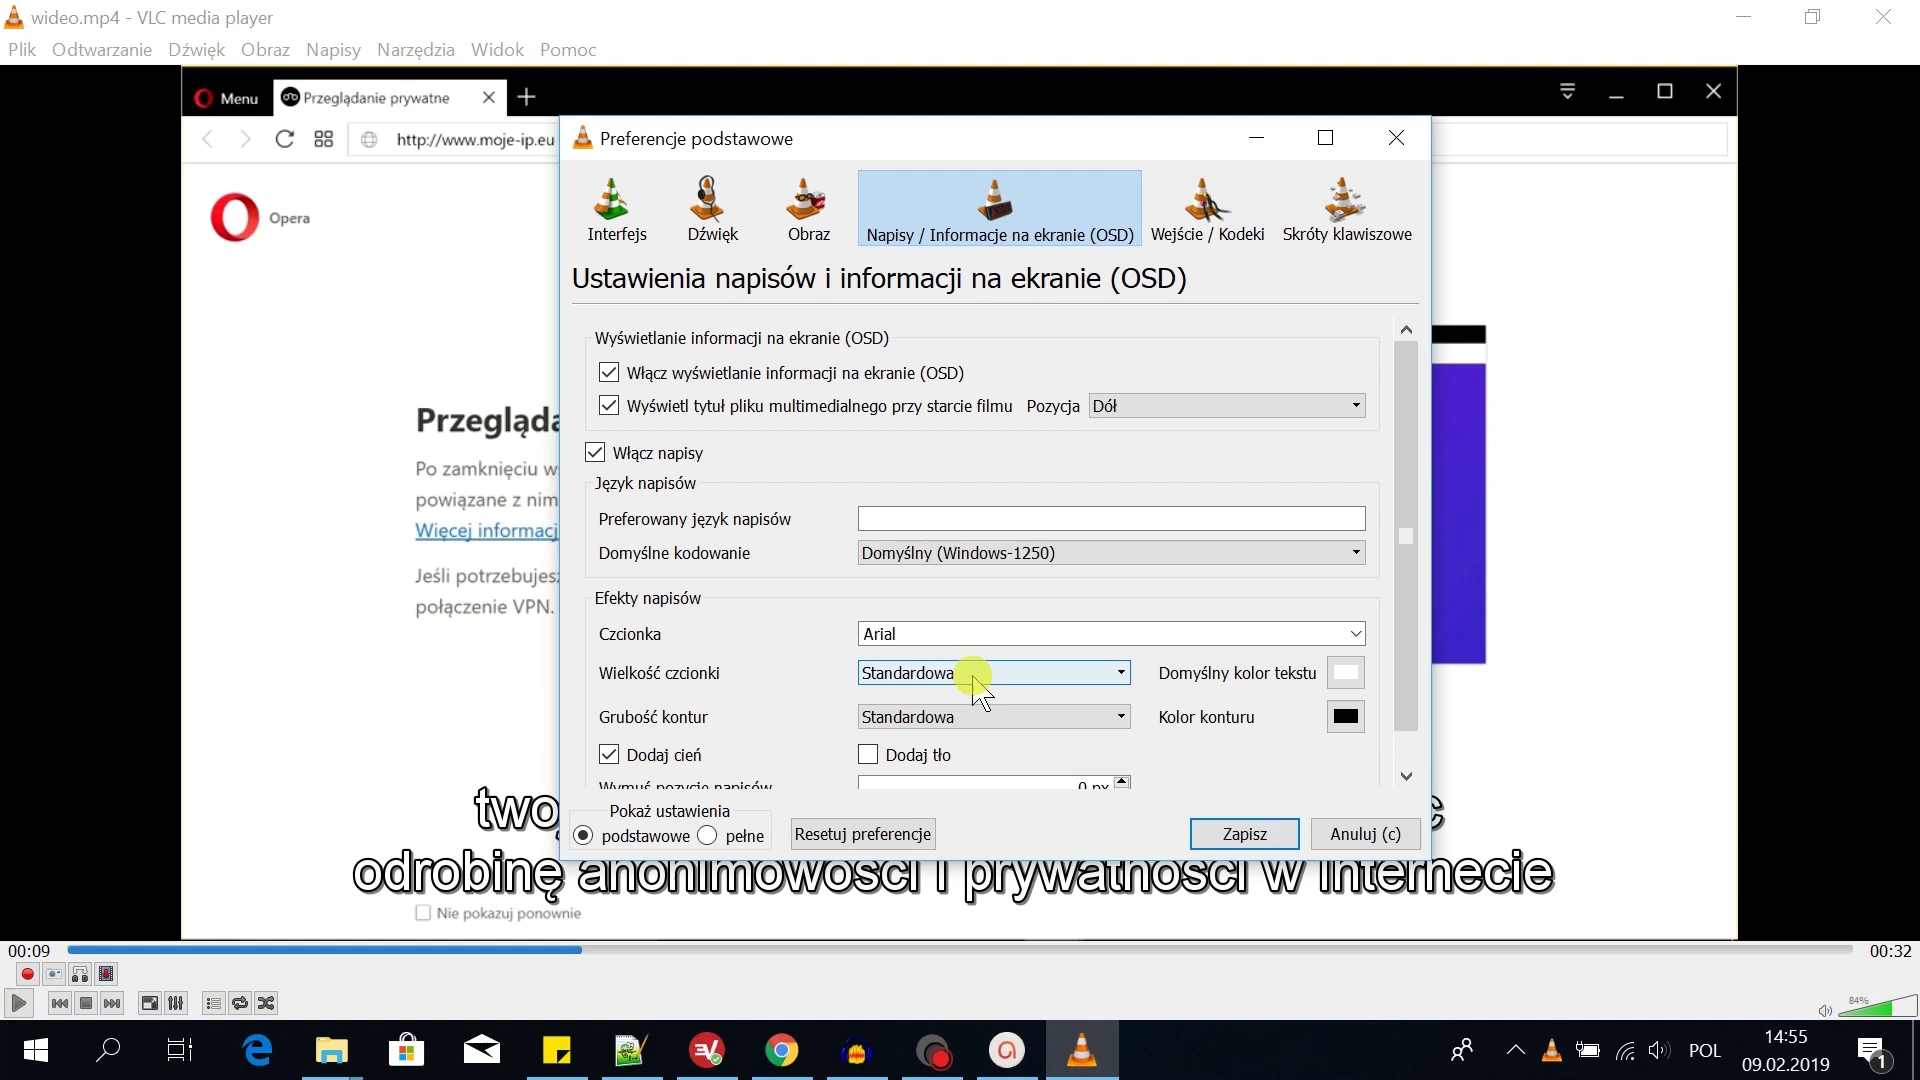 wideo.mp4 - VLC media player
Plik Odtwarzanie Dźwięk Obraz Napisy Narzędzia Widok Pomoc
Menu Przeglądanie prywatne
http://www.moje-ip.eu
Opera
Przegląda
Po zamknięciu w
powiązane z nim
Więcej informacj
Jeśli potrzebujes
połączenie VPN.
Preferencje podstawowe
Interfejs Dźwięk Obraz Napisy / Informacje na ekranie (OSD) Wejście / Kodeki Skróty klawiszowe
Ustawienia napisów i informacji na ekranie (OSD)
Wyświetlanie informacji na ekranie (OSD)
Włącz wyświetlanie informacji na ekranie (OSD)
Wyświetl tytuł pliku multimedialnego przy starcie filmu Pozycja Dół
Włącz napisy
Język napisów
Preferowany język napisów
Domyślne kodowanie Domyślny (Windows-1250)
Efekty napisów
Czcionka Arial
Wielkość czcionki Standardowa Domyślny kolor tekstu
Grubość kontur Standardowa Kolor konturu
Dodaj cień Dodaj tło
Wymuś pozycję napisów 0 px
Pokaż ustawienia
podstawowe pełne Resetuj preferencje Zapisz Anuluj (c)
odrobinę anonimowości i prywatności w internecie
Nie pokazuj ponownie
00:09 00:32
84%
POL
14:55
09.02.2019
1